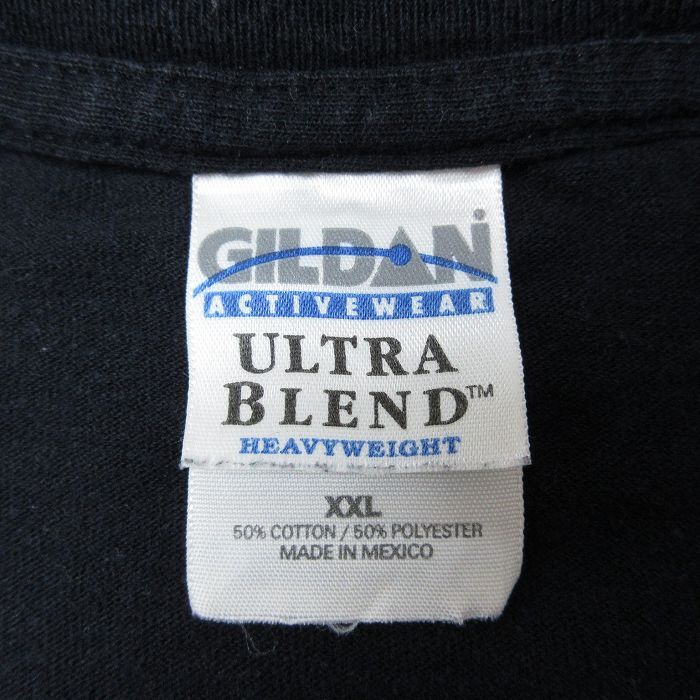 GILDAN
ACTIVEWEAR
ULTRA
BLEND™
HEAVYWEIGHT
XXL
50% COTTON / 50% POLYESTER
MADE IN MEXICO